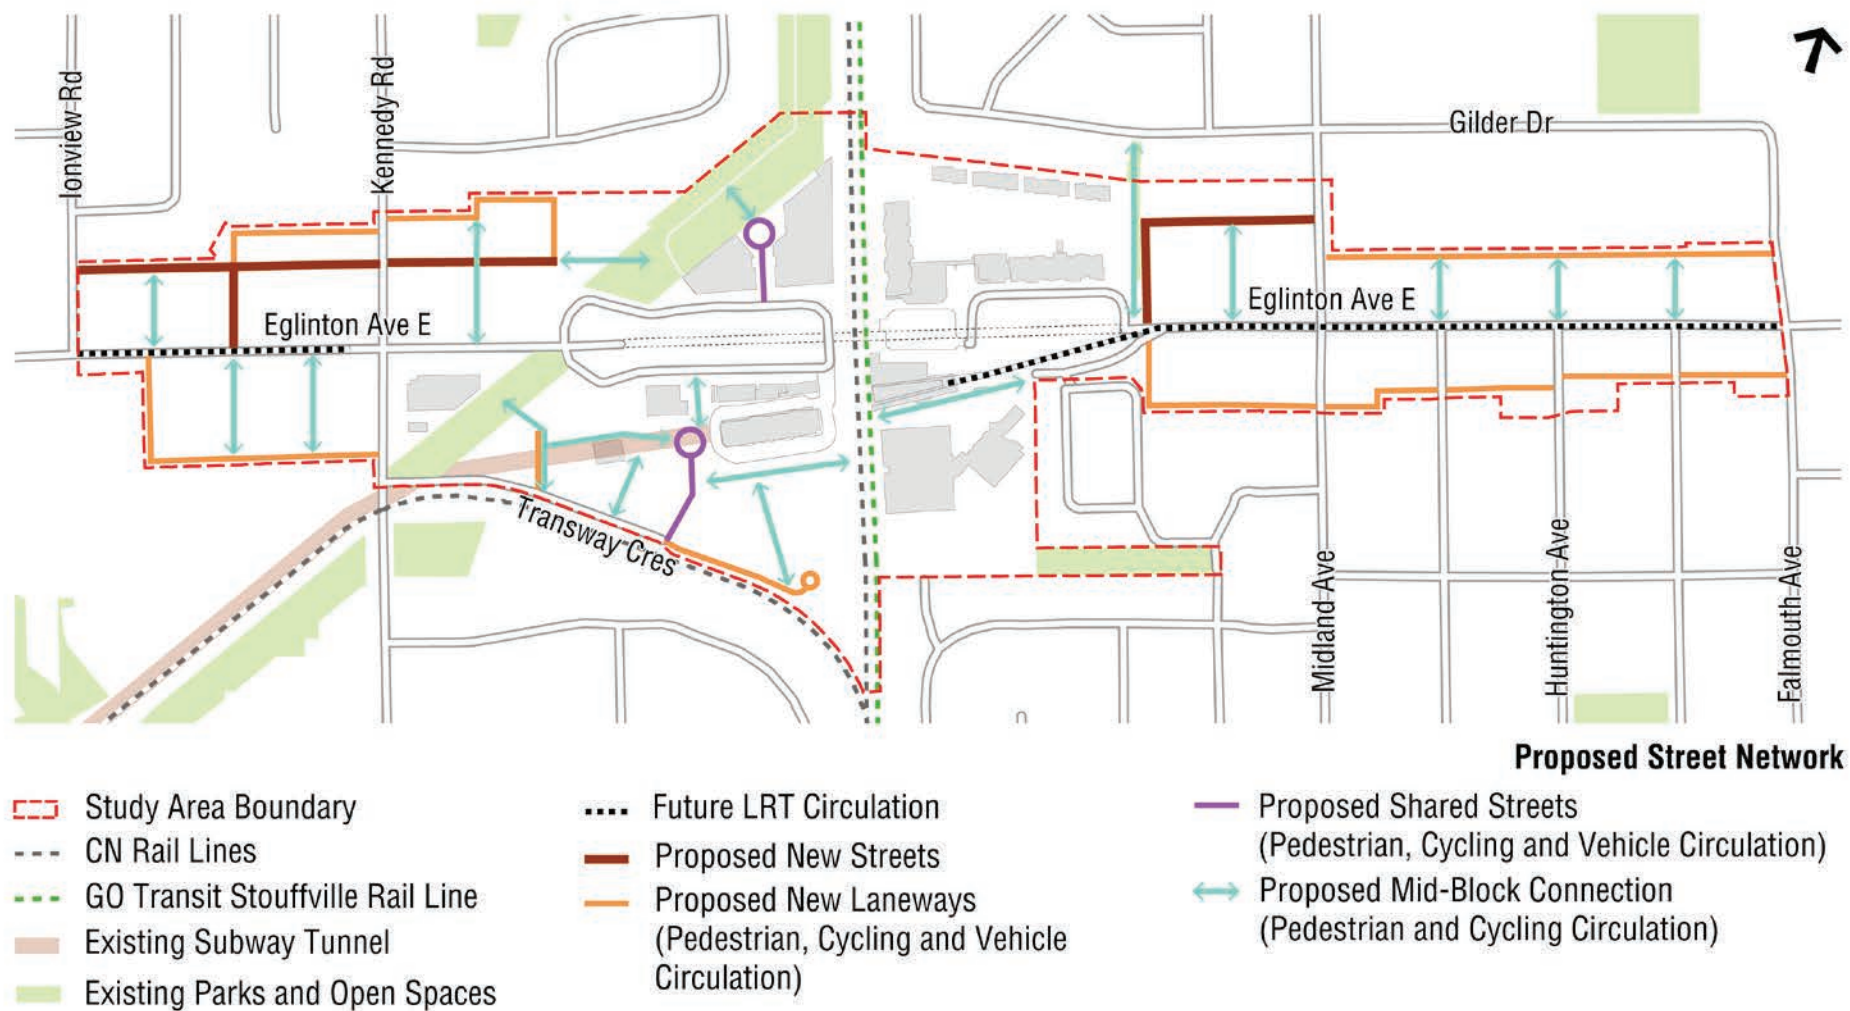 Ionview Rd
Kennedy Rd
Gilder Dr
Eglinton Ave E
Eglinton Ave E
Transway Cres
Midland Ave
Huntington Ave
Falmouth Ave
Proposed Street Network
Study Area Boundary
CN Rail Lines
GO Transit Stouffville Rail Line
Existing Subway Tunnel
Existing Parks and Open Spaces
Future LRT Circulation
Proposed New Streets
Proposed New Laneways
(Pedestrian, Cycling and Vehicle
Circulation)
Proposed Shared Streets
(Pedestrian, Cycling and Vehicle Circulation)
Proposed Mid-Block Connection
(Pedestrian and Cycling Circulation)